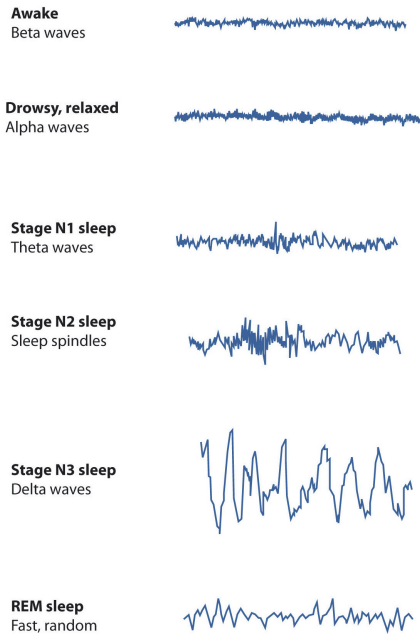 Awake
Beta waves
Drowsy, relaxed
Alpha waves
Stage N1 sleep
Theta waves
Stage N2 sleep
Sleep spindles
Stage N3 sleep
Delta waves
REM sleep
Fast, random